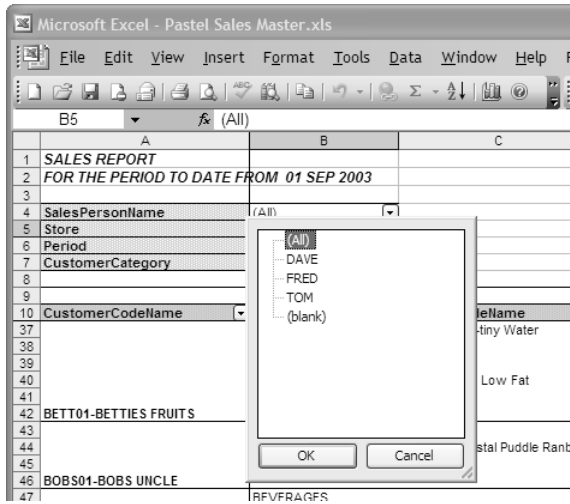 Microsoft Excel - Pastel Sales Master.xls
File Edit View Insert Format Tools Data Window Help
B5 fx (All)
A B C
1 SALES REPORT
2 FOR THE PERIOD TO DATE FROM 01 SEP 2003
3
4 SalesPersonName (All)
5 Store
6 Period
7 CustomerCategory
8
9
10 CustomerCodeName
(All)
DAVE
FRED
TOM
(blank)
OK Cancel
deName
37 -tiny Water
38
39
40 Low Fat
41
42 BETT01-BETTIES FRUITS
43
44 stal Puddle Ranb
45
46 BOBS01-BOBS UNCLE
47 BEVERAGES